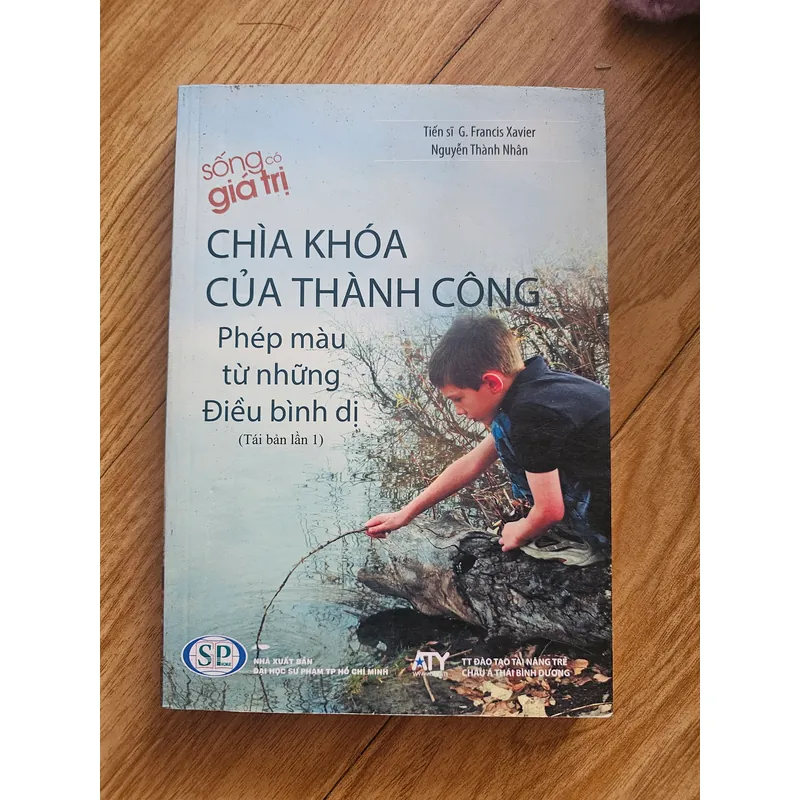 Tiến sĩ G. Francis Xavier
Nguyễn Thành Nhân
sống có
giá trị
CHÌA KHÓA
CỦA THÀNH CÔNG
Phép màu
từ những
Điều bình dị
(Tái bản lần 1)
SP
NHÀ XUẤT BẢN
ĐẠI HỌC SƯ PHẠM TP HỒ CHÍ MINH
ATY
TT ĐÀO TẠO TÀI NĂNG TRẺ
CHÂU Á THÁI BÌNH DƯƠNG